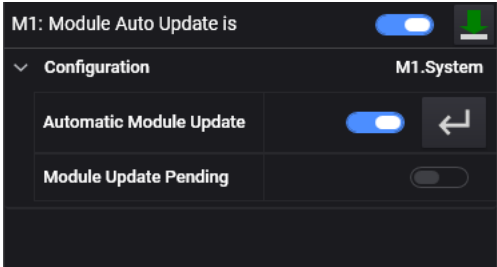 M1: Module Auto Update is
Configuration M1.System
Automatic Module Update
Module Update Pending